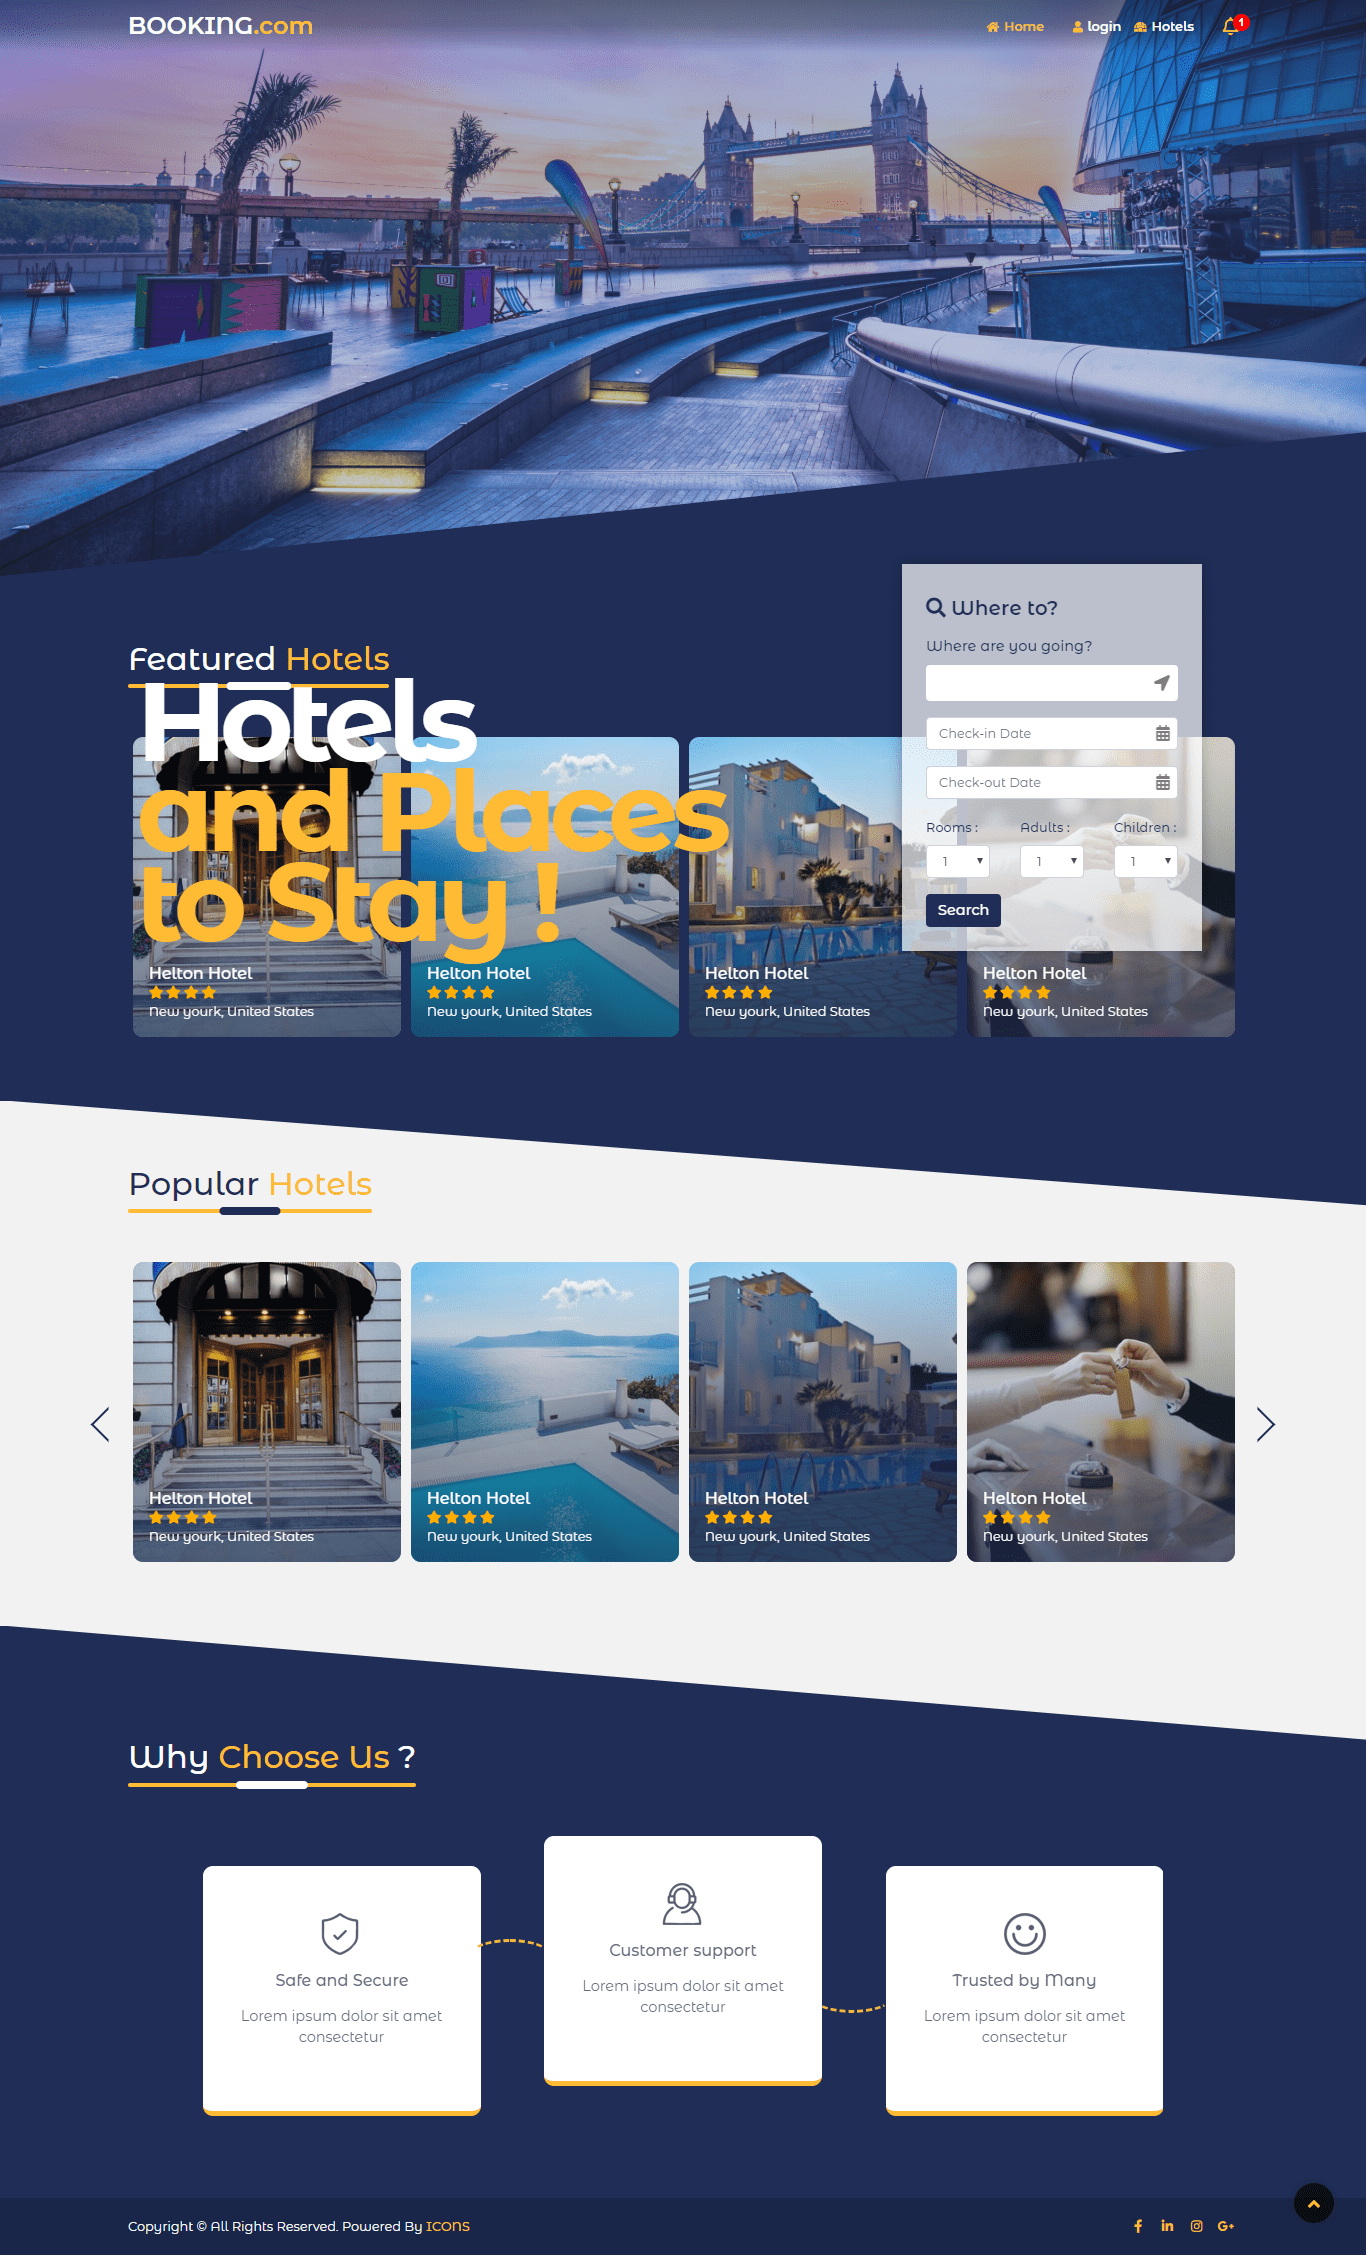 BOOKING.com
Home login Hotels 1
Where to?
Where are you going?
Check-in Date
Check-out Date
Rooms : Adults : Children :
1 1 1
Search
Featured Hotels
Hotels
and Places
to Stay !
Helton Hotel
New yourk, United States
Helton Hotel
New yourk, United States
Helton Hotel
New yourk, United States
Helton Hotel
New yourk, United States
Popular Hotels
Helton Hotel
New yourk, United States
Helton Hotel
New yourk, United States
Helton Hotel
New yourk, United States
Helton Hotel
New yourk, United States
Why Choose Us ?
Safe and Secure
Lorem ipsum dolor sit amet
consectetur
Customer support
Lorem ipsum dolor sit amet
consectetur
Trusted by Many
Lorem ipsum dolor sit amet
consectetur
Copyright © All Rights Reserved. Powered By ICONS